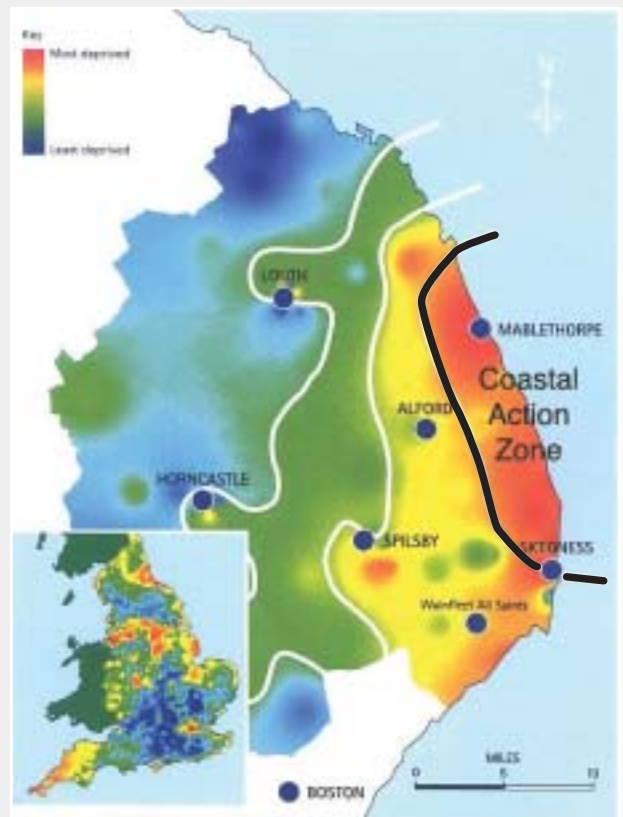 Key
Most deprived
Least deprived
N
LOUTH
MABLETHORPE
Coastal
Action
Zone
ALFORD
HORNCASTLE
SPILSBY
SKEGNESS
Wainfleet All Saints
MILES
0 5 10
BOSTON